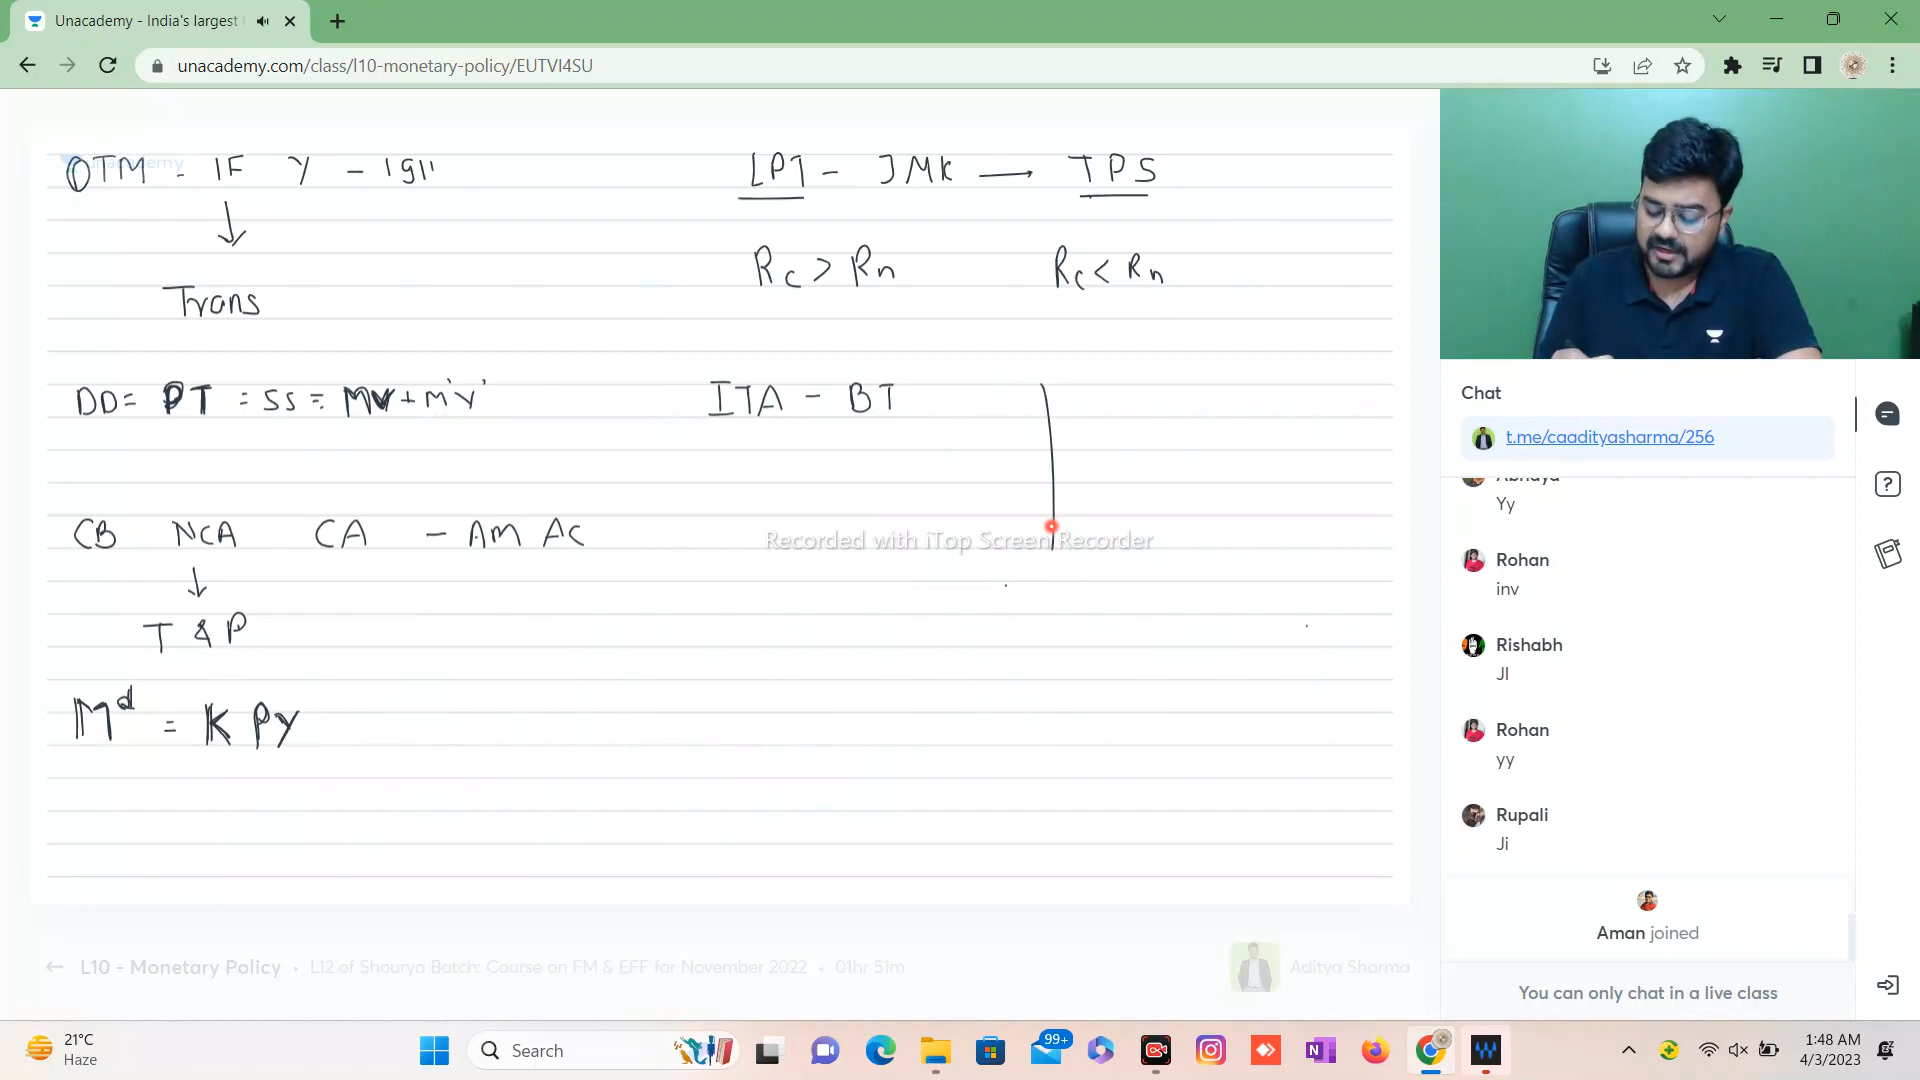 Unacademy - India's largest
unacademy.com/class/l10-monetary-policy/EUTVI4SU
unacademy
QTM - IF Y - 1911
Trans
DD = PT = SS = MV + M'V'
CB NCA CA - AM AC
T & P
Mᵈ = K P Y
LPT - JMK → TPS
Rc > Rn Rc < Rn
ITA - BT
Recorded with iTop Screen Recorder
L10 - Monetary Policy • L12 of Shourya Batch: Course on FM & EFF for November 2022 • 01hr 51m
Aditya Sharma
Chat
t.me/caadityasharma/256
Abhaya
Yy
Rohan
inv
Rishabh
JI
Rohan
yy
Rupali
Ji
Aman joined
You can only chat in a live class
21°C
Haze
Search
99+
1:48 AM
4/3/2023